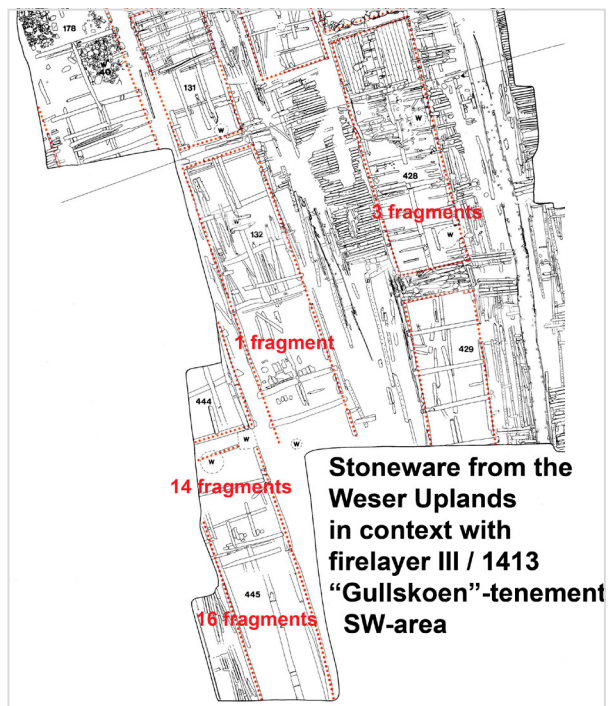 178
W
40
131
W
W
428
3 fragments
W
132
W
1 fragment
429
444
W
W
W
14 fragments
Stoneware from the
Weser Uplands
in context with
firelayer III / 1413
“Gullskoen”-tenement
SW-area
445
16 fragments